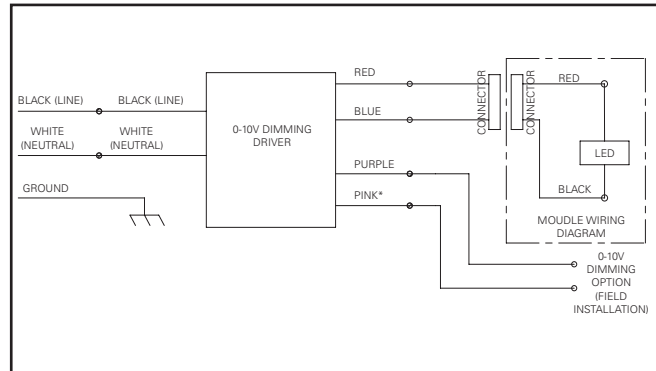 BLACK (LINE)
BLACK (LINE)
WHITE
(NEUTRAL)
WHITE
(NEUTRAL)
GROUND
0-10V DIMMING
DRIVER
RED
BLUE
PURPLE
PINK*
CONNECTOR
CONNECTOR
RED
LED
BLACK
MOUDLE WIRING
DIAGRAM
0-10V
DIMMING
OPTION
(FIELD
INSTALLATION)